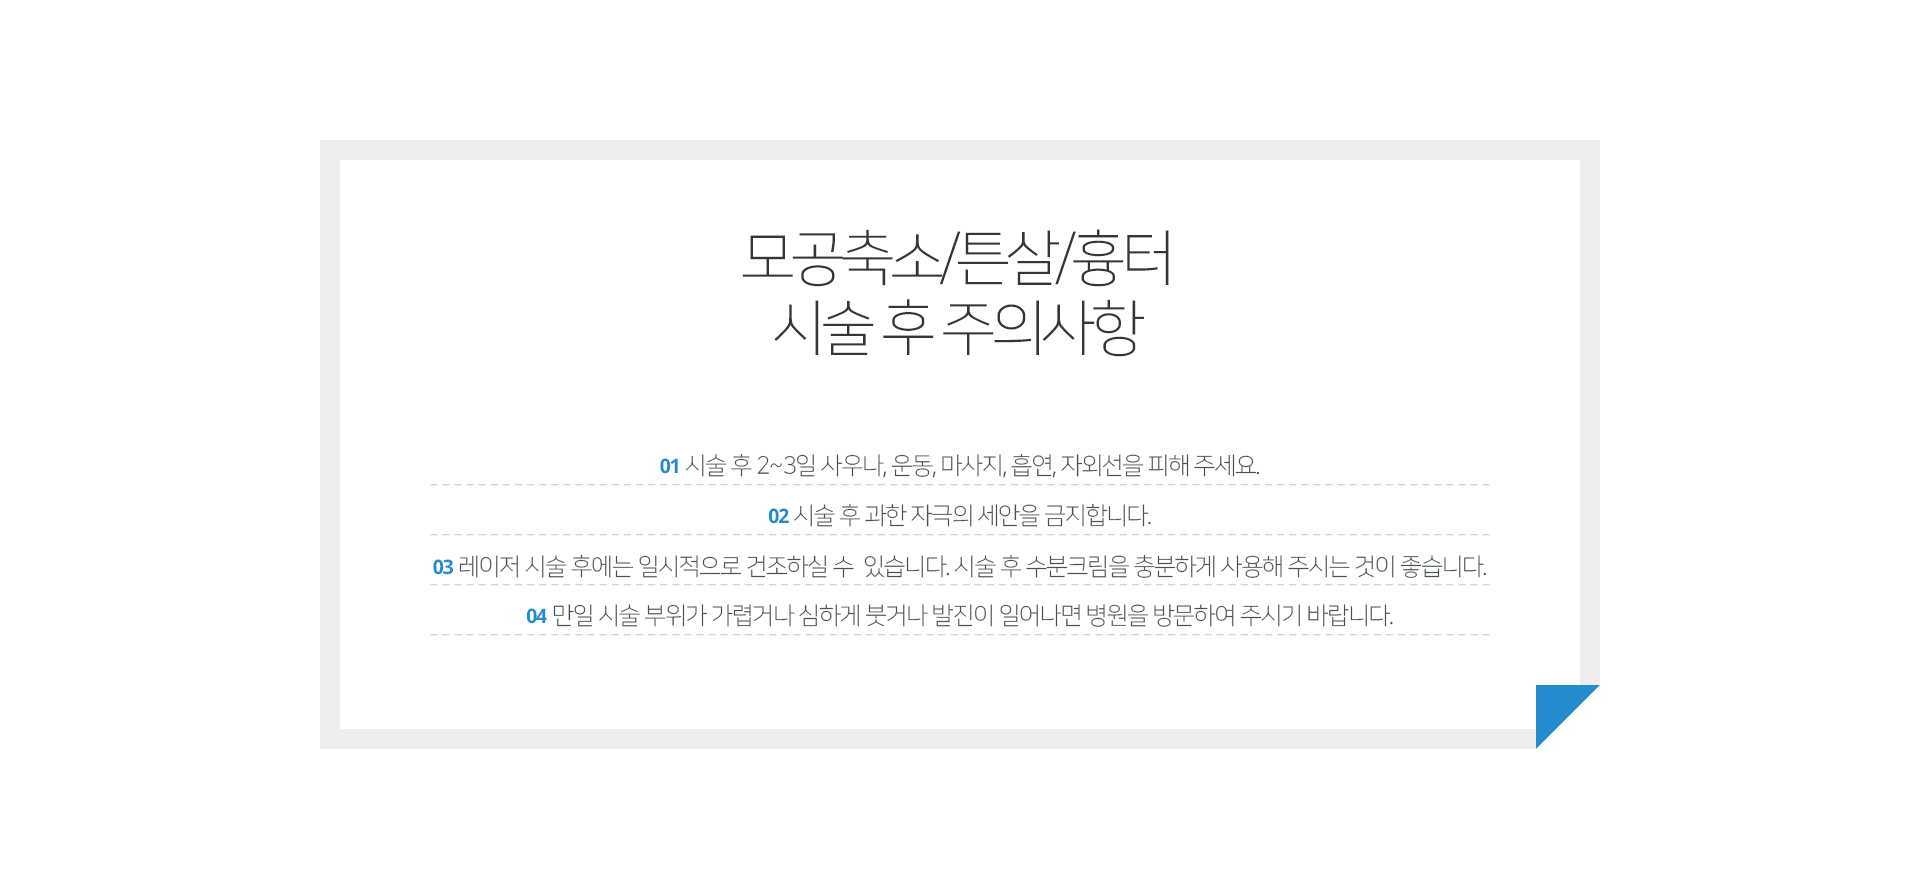 모공축소/튼살/흉터
시술 후 주의사항
01 시술 후 2~3일 사우나, 운동, 마사지, 흡연, 자외선을 피해 주세요.
02 시술 후 과한 자극의 세안을 금지합니다.
03 레이저 시술 후에는 일시적으로 건조하실 수 있습니다. 시술 후 수분크림을 충분하게 사용해 주시는 것이 좋습니다.
04 만일 시술 부위가 가렵거나 심하게 붓거나 발진이 일어나면 병원을 방문하여 주시기 바랍니다.